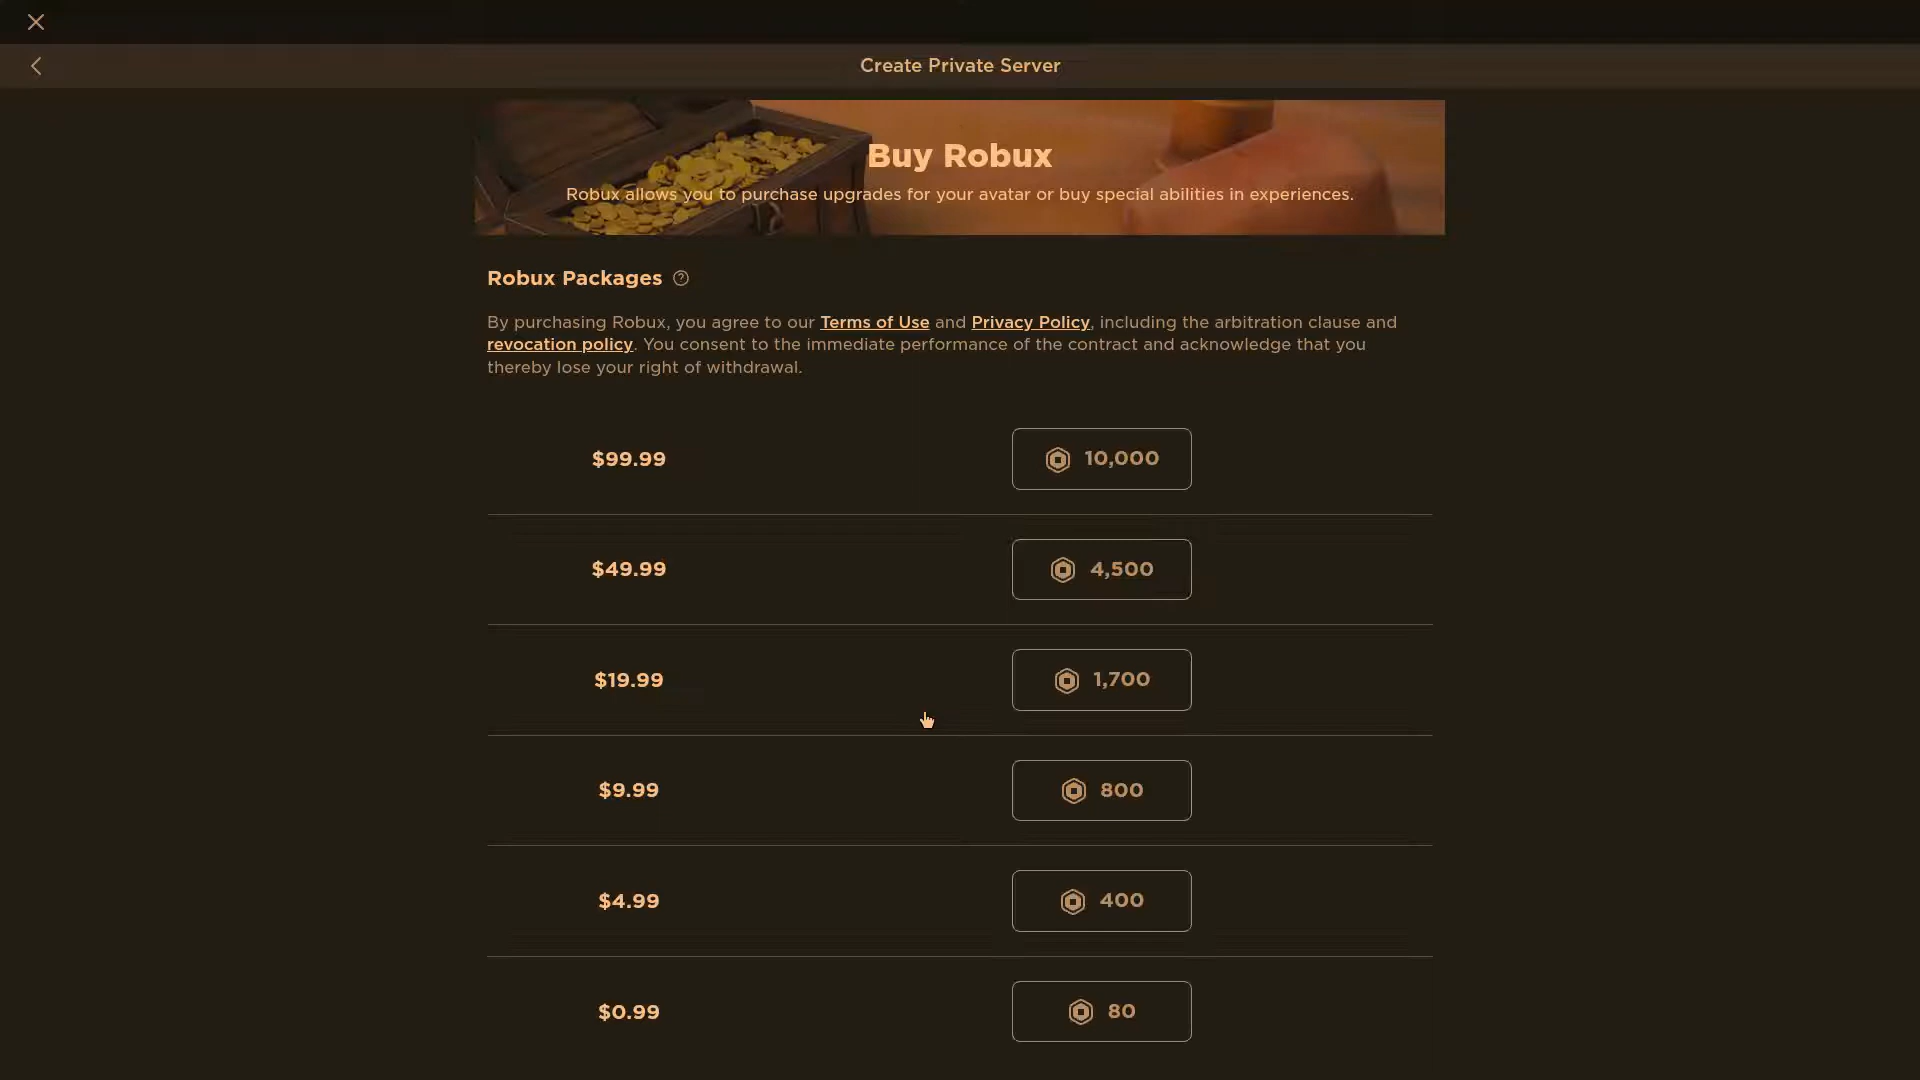 Create Private Server
Buy Robux
Robux allows you to purchase upgrades for your avatar or buy special abilities in experiences.
Robux Packages
By purchasing Robux, you agree to our Terms of Use and Privacy Policy, including the arbitration clause and
revocation policy. You consent to the immediate performance of the contract and acknowledge that you
thereby lose your right of withdrawal.
$99.99 10,000
$49.99 4,500
$19.99 1,700
$9.99 800
$4.99 400
$0.99 80